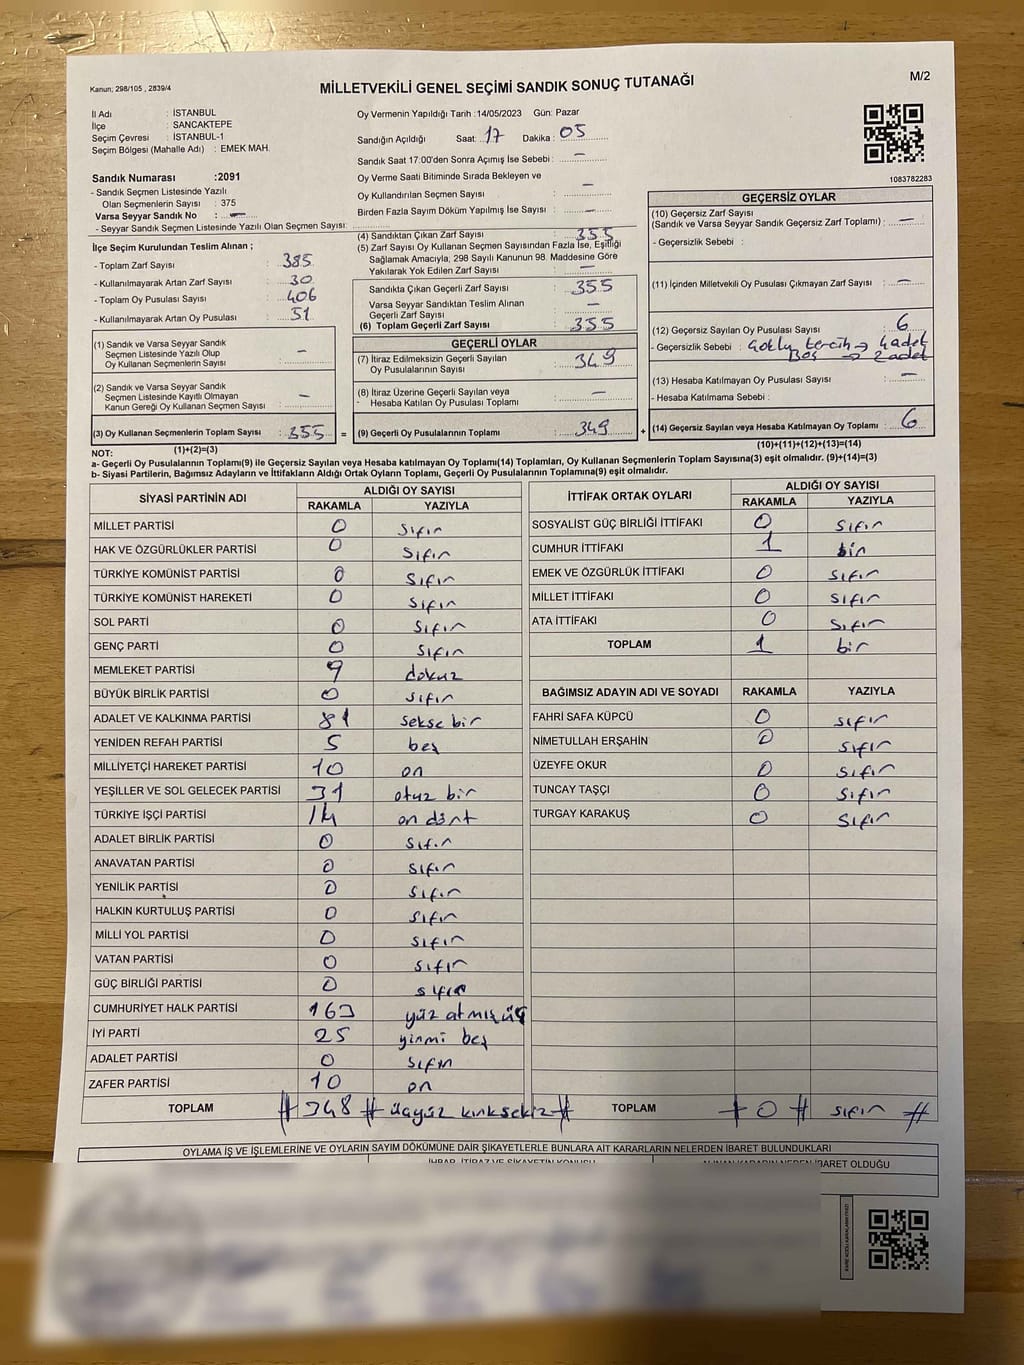 Kanun; 298/105 , 2839/4
MİLLETVEKİLİ GENEL SEÇİMİ SANDIK SONUÇ TUTANAĞI
M/2
İl Adı : İSTANBUL
İlçe : SANCAKTEPE
Seçim Çevresi : İSTANBUL-1
Seçim Bölgesi (Mahalle Adı) : EMEK MAH.
Sandık Numarası :2091
- Sandık Seçmen Listesinde Yazılı
Olan Seçmenlerin Sayısı : 375
Varsa Seyyar Sandık No : –
- Seyyar Sandık Seçmen Listesinde Yazılı Olan Seçmen Sayısı:
İlçe Seçim Kurulundan Teslim Alınan ;
- Toplam Zarf Sayısı : 385
- Kullanılmayarak Artan Zarf Sayısı : 30
- Toplam Oy Pusulası Sayısı : 406
- Kullanılmayarak Artan Oy Pusulası : 51
(1) Sandık ve Varsa Seyyar Sandık
Seçmen Listesinde Yazılı Olup
Oy Kullanan Seçmenlerin Sayısı : –
(2) Sandık ve Varsa Seyyar Sandık
Seçmen Listesinde Kayıtlı Olmayan
Kanun Gereği Oy Kullanan Seçmen Sayısı : –
(3) Oy Kullanan Seçmenlerin Toplam Sayısı : 355 =
(1)+(2)=(3)
Oy Vermenin Yapıldığı Tarih :14/05/2023 Gün: Pazar
Sandığın Açıldığı Saat: 17 Dakika : 05
Sandık Saat 17:00'den Sonra Açımış İse Sebebi : –
Oy Verme Saati Bitiminde Sırada Bekleyen ve
Oy Kullandırılan Seçmen Sayısı : –
Birden Fazla Sayım Döküm Yapılmış İse Sayısı : –
(4) Sandıktan Çıkan Zarf Sayısı : 355
(5) Zarf Sayısı Oy Kullanan Seçmen Sayısından Fazla İse, Eşitliği
Sağlamak Amacıyla, 298 Sayılı Kanunun 98. Maddesine Göre
Yakılarak Yok Edilen Zarf Sayısı : –
Sandıkta Çıkan Geçerli Zarf Sayısı : 355
Varsa Seyyar Sandıktan Teslim Alınan
Geçerli Zarf Sayısı : –
(6) Toplam Geçerli Zarf Sayısı : 355
GEÇERLİ OYLAR
(7) İtiraz Edilmeksizin Geçerli Sayılan
Oy Pusulalarının Sayısı : 349
(8) İtiraz Üzerine Geçerli Sayılan veya
Hesaba Katılan Oy Pusulası Toplamı : –
(9) Geçerli Oy Pusulalarının Toplamı : 349 +
1083782283
GEÇERSİZ OYLAR
(10) Geçersiz Zarf Sayısı
(Sandık ve Varsa Seyyar Sandık Geçersiz Zarf Toplamı) : –
- Geçersizlik Sebebi :
(11) İçinden Milletvekili Oy Pusulası Çıkmayan Zarf Sayısı : –
(12) Geçersiz Sayılan Oy Pusulası Sayısı : 6
- Geçersizlik Sebebi : Çoklu tercih → 4 adet
Boş → 2 adet
(13) Hesaba Katılmayan Oy Pusulası Sayısı : –
- Hesaba Katılmama Sebebi :
(14) Geçersiz Sayılan veya Hesaba Katılmayan Oy Toplamı : 6
(10)+(11)+(12)+(13)=(14)
NOT:
a- Geçerli Oy Pusulalarının Toplamı(9) ile Geçersiz Sayılan veya Hesaba katılmayan Oy Toplamı(14) Toplamları, Oy Kullanan Seçmenlerin Toplam Sayısına(3) eşit olmalıdır. (9)+(14)=(3)
b- Siyasi Partilerin, Bağımsız Adayların ve İttifakların Aldığı Ortak Oyların Toplamı, Geçerli Oy Pusulalarının Toplamına(9) eşit olmalıdır.
SİYASİ PARTİNİN ADI ALDIĞI OY SAYISI
RAKAMLA YAZIYLA
MİLLET PARTİSİ 0 sıfır
HAK VE ÖZGÜRLÜKLER PARTİSİ 0 sıfır
TÜRKİYE KOMÜNİST PARTİSİ 0 sıfır
TÜRKİYE KOMÜNİST HAREKETİ 0 sıfır
SOL PARTİ 0 sıfır
GENÇ PARTİ 0 sıfır
MEMLEKET PARTİSİ 9 dokuz
BÜYÜK BİRLİK PARTİSİ 0 sıfır
ADALET VE KALKINMA PARTİSİ 81 sekse bir
YENİDEN REFAH PARTİSİ 5 beş
MİLLİYETÇİ HAREKET PARTİSİ 10 on
YEŞİLLER VE SOL GELECEK PARTİSİ 31 otuz bir
TÜRKİYE İŞÇİ PARTİSİ 14 on dört
ADALET BİRLİK PARTİSİ 0 sıfır
ANAVATAN PARTİSİ 0 sıfır
YENİLİK PARTİSİ 0 sıfır
HALKIN KURTULUŞ PARTİSİ 0 sıfır
MİLLİ YOL PARTİSİ 0 sıfır
VATAN PARTİSİ 0 sıfır
GÜÇ BİRLİĞİ PARTİSİ 0 sıfır
CUMHURİYET HALK PARTİSİ 163 yüz atmış üç
İYİ PARTİ 25 yirmi beş
ADALET PARTİSİ 0 sıfır
ZAFER PARTİSİ 10 on
TOPLAM # 348 # üçyüz kırksekiz #
İTTİFAK ORTAK OYLARI ALDIĞI OY SAYISI
RAKAMLA YAZIYLA
SOSYALİST GÜÇ BİRLİĞİ İTTİFAKI 0 sıfır
CUMHUR İTTİFAKI 1 bir
EMEK VE ÖZGÜRLÜK İTTİFAKI 0 sıfır
MİLLET İTTİFAKI 0 sıfır
ATA İTTİFAKI 0 sıfır
TOPLAM 1 bir
BAĞIMSIZ ADAYIN ADI VE SOYADI RAKAMLA YAZIYLA
FAHRİ SAFA KÜPCÜ 0 sıfır
NİMETULLAH ERŞAHİN 0 sıfır
ÜZEYFE OKUR 0 sıfır
TUNCAY TAŞÇI 0 sıfır
TURGAY KARAKUŞ 0 sıfır
TOPLAM # 0 # sıfır #
OYLAMA İŞ VE İŞLEMLERİNE VE OYLARIN SAYIM DÖKÜMÜNE DAİR ŞİKAYETLERLE BUNLARA AİT KARARLARIN NELERDEN İBARET BULUNDUKLARI
İHBAR, İTİRAZ VE ŞİKAYETİN KONUSU ALINAN KARARIN NEDEN İBARET OLDUĞU